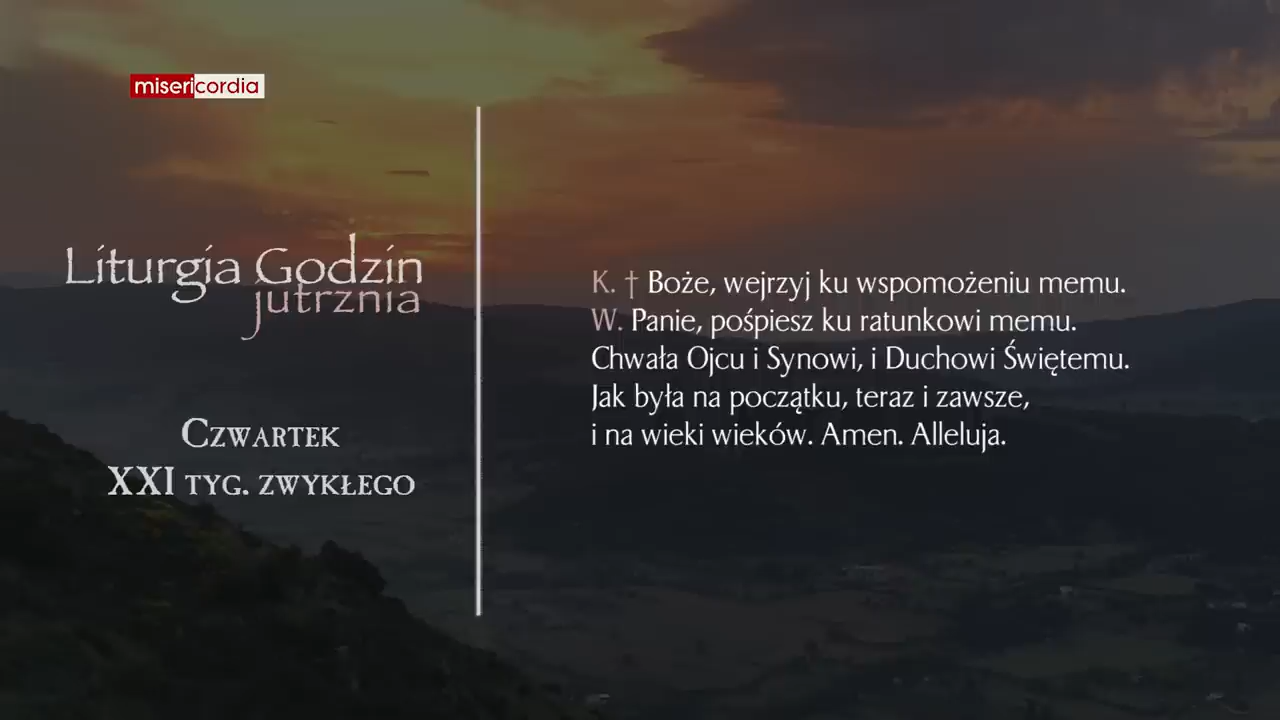 misericordia
Liturgia Godzin
jutrznia
Czwartek
XXI tyg. zwykłego
K. † Boże, wejrzyj ku wspomożeniu memu.
W. Panie, pośpiesz ku ratunkowi memu.
Chwała Ojcu i Synowi, i Duchowi Świętemu.
Jak była na początku, teraz i zawsze,
i na wieki wieków. Amen. Alleluja.